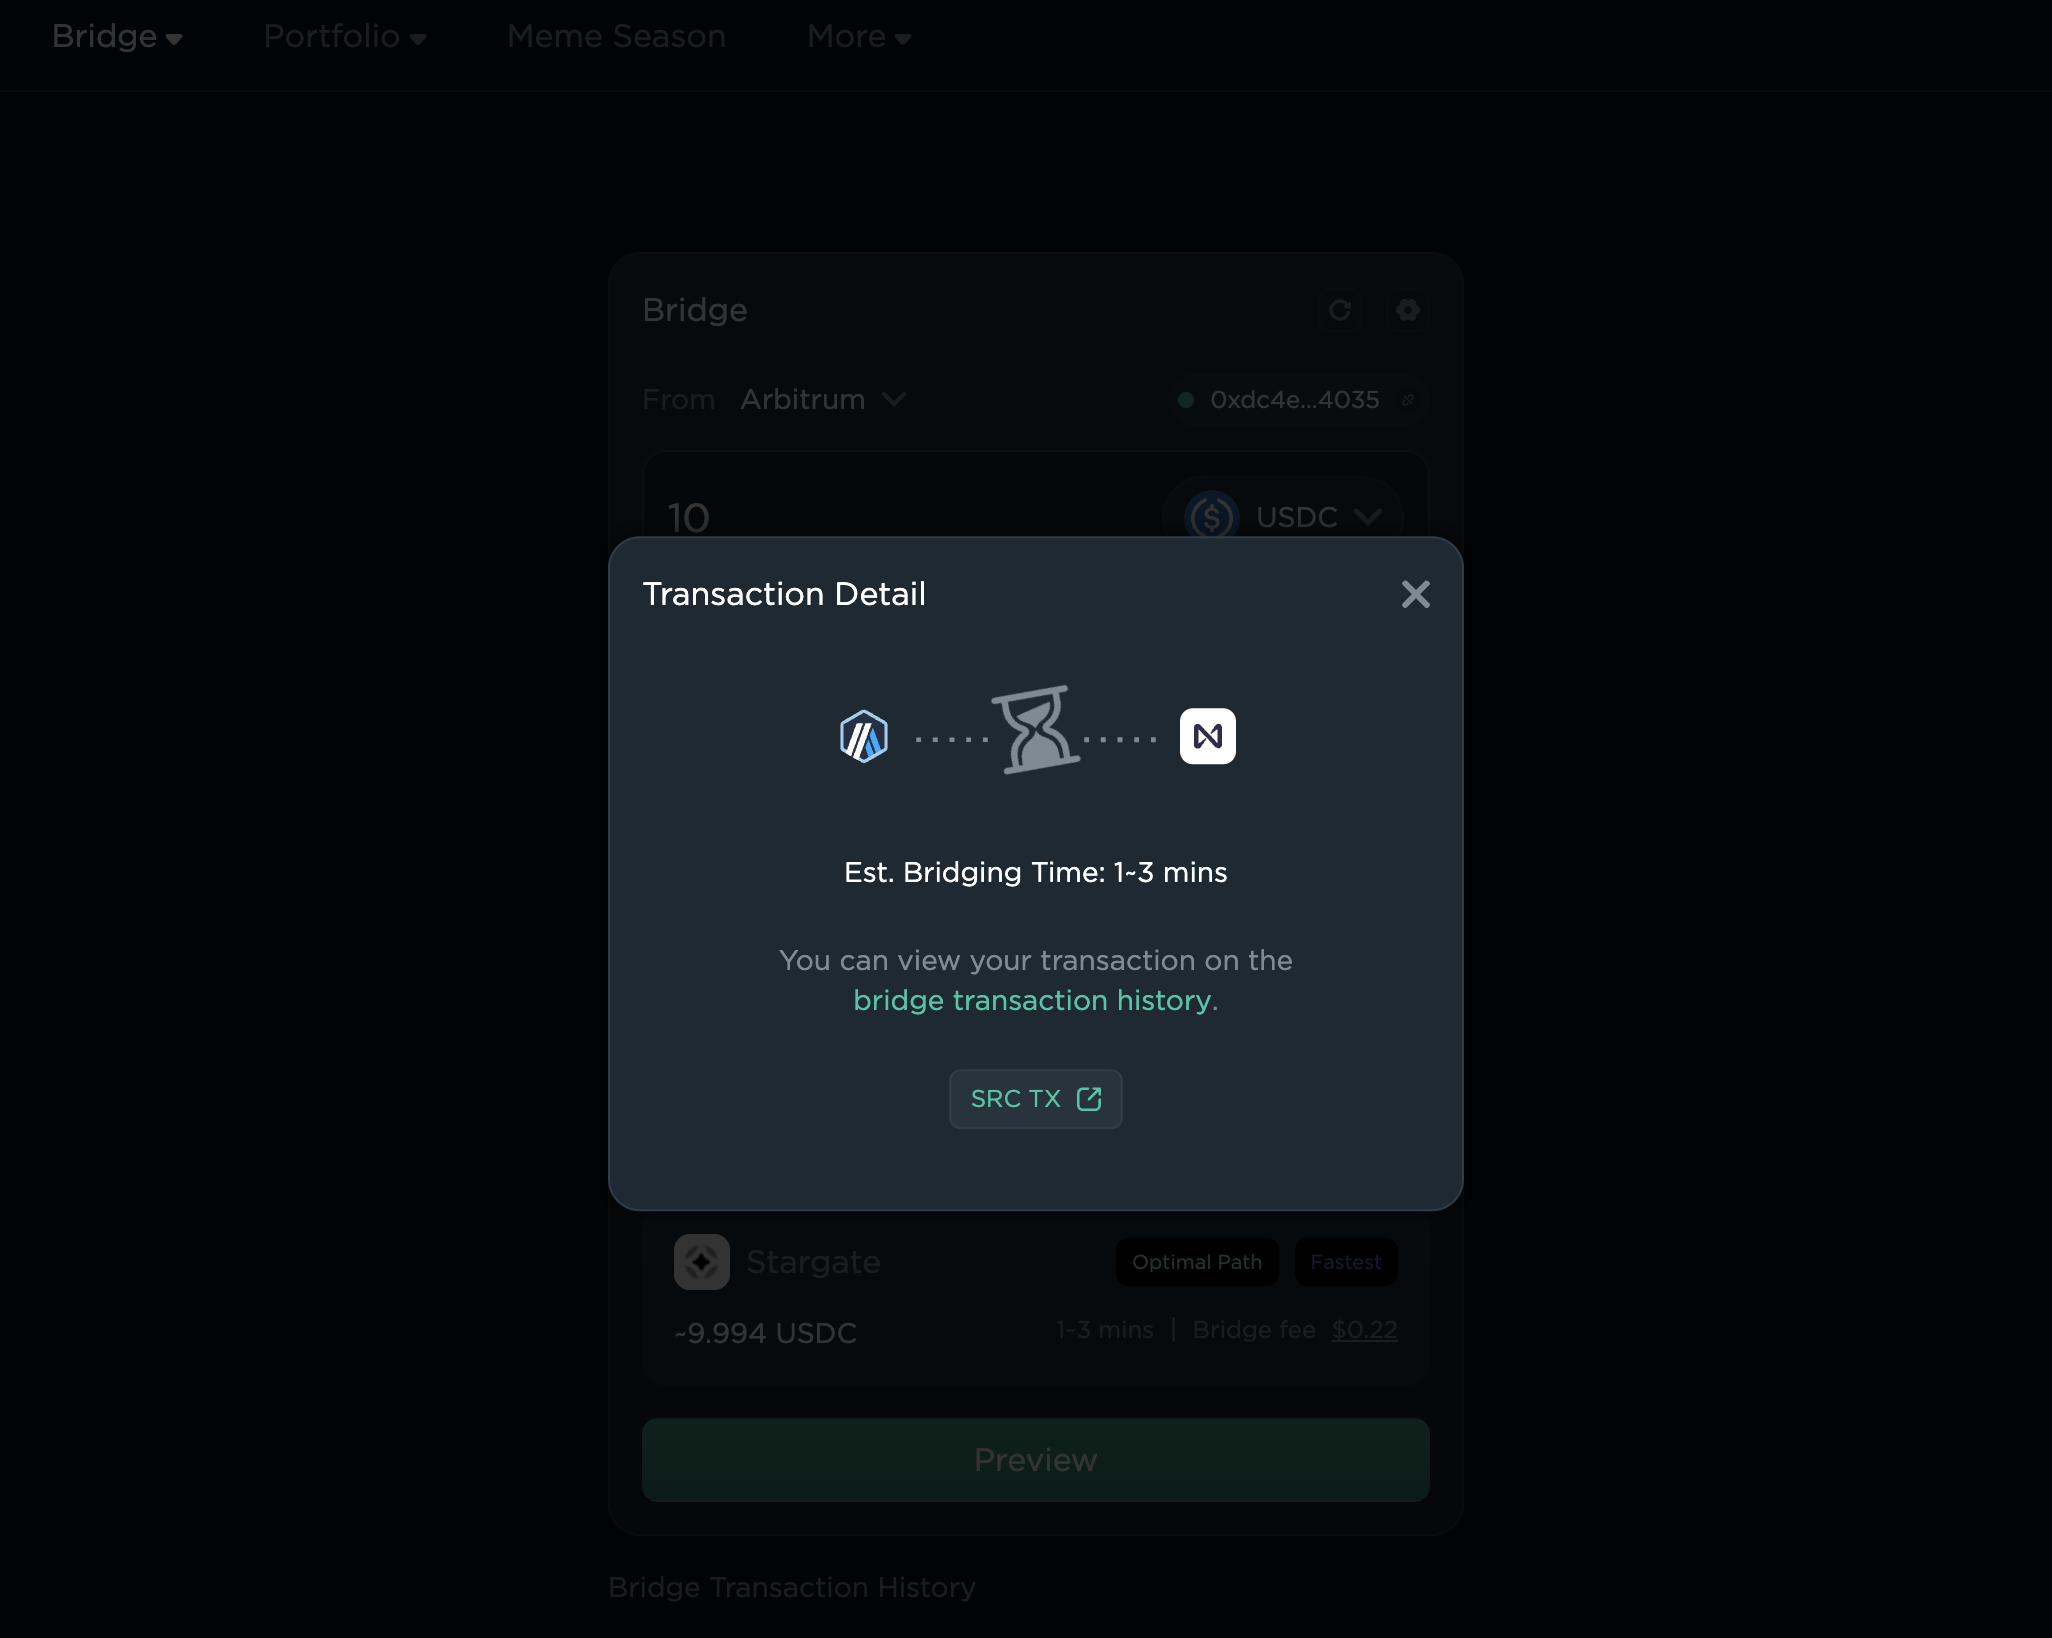 Bridge Portfolio Meme Season More
Bridge
From Arbitrum 0xdc4e...4035
10 USDC
Transaction Detail
Est. Bridging Time: 1~3 mins
You can view your transaction on the
bridge transaction history.
SRC TX
Stargate Optimal Path Fastest
~9.994 USDC 1~3 mins | Bridge fee $0.22
Preview
Bridge Transaction History